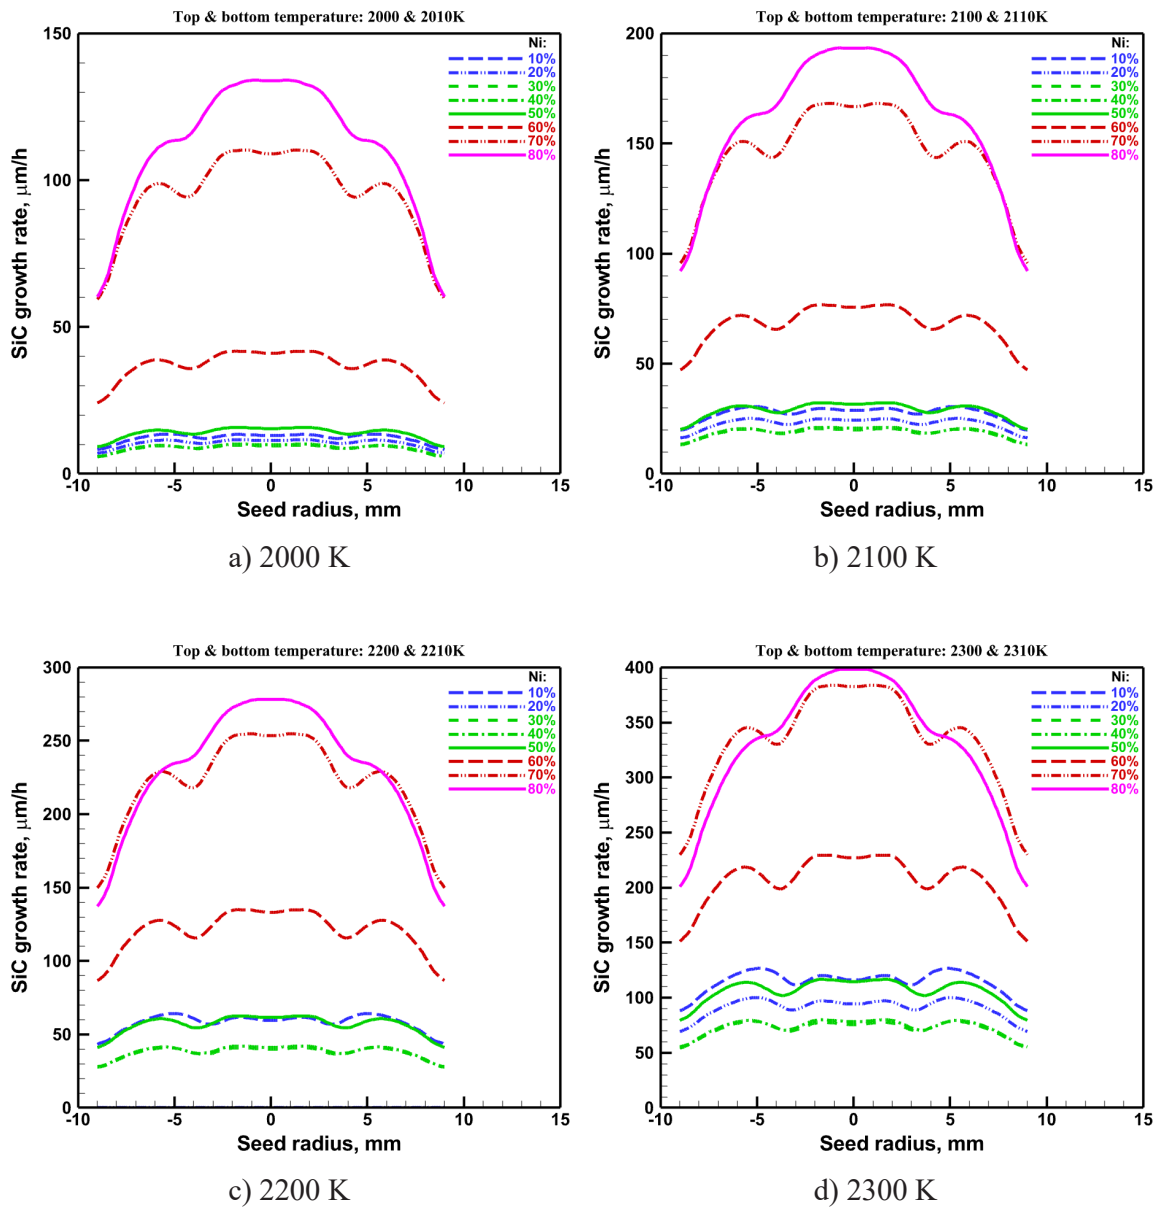 Top & bottom temperature: 2000 & 2010K
150
100
50
0
SiC growth rate, μm/h
Ni:
10%
20%
30%
40%
50%
60%
70%
80%
-10 -5 0 5 10 15
Seed radius, mm
a) 2000 K
Top & bottom temperature: 2100 & 2110K
200
150
100
50
0
SiC growth rate, μm/h
Ni:
10%
20%
30%
40%
50%
60%
70%
80%
-10 -5 0 5 10 15
Seed radius, mm
b) 2100 K
Top & bottom temperature: 2200 & 2210K
300
250
200
150
100
50
0
SiC growth rate, μm/h
Ni:
10%
20%
30%
40%
50%
60%
70%
80%
-10 -5 0 5 10 15
Seed radius, mm
c) 2200 K
Top & bottom temperature: 2300 & 2310K
400
350
300
250
200
150
100
50
0
SiC growth rate, μm/h
Ni:
10%
20%
30%
40%
50%
60%
70%
80%
-10 -5 0 5 10 15
Seed radius, mm
d) 2300 K